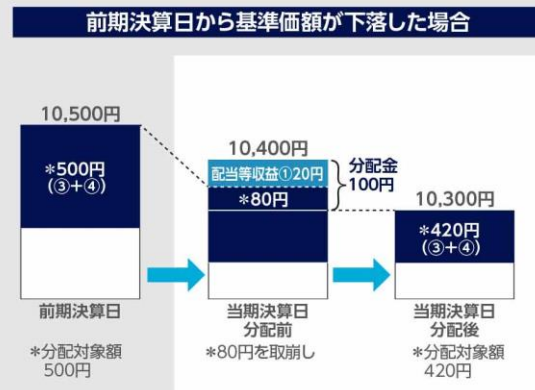 前期決算日から基準価額が下落した場合
10,500円
*500円
(③+④)
前期決算日
*分配対象額
500円
10,400円
配当等収益①20円
*80円
分配金
100円
当期決算日
分配前
*80円を取崩し
10,300円
*420円
(③+④)
当期決算日
分配後
*分配対象額
420円